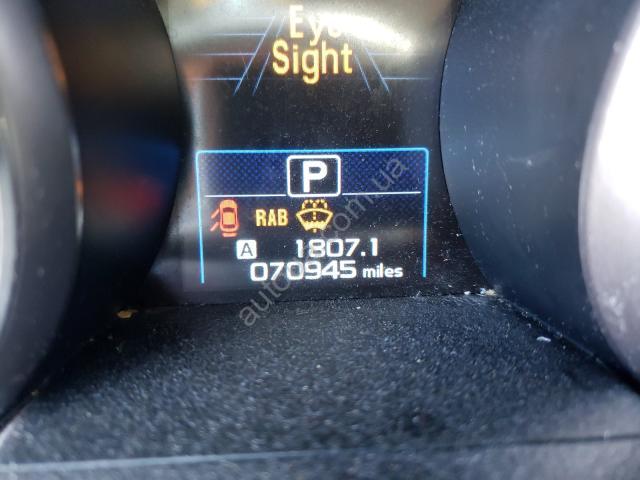 Eye
Sight
P
RAB
A 1807.1
070945 miles